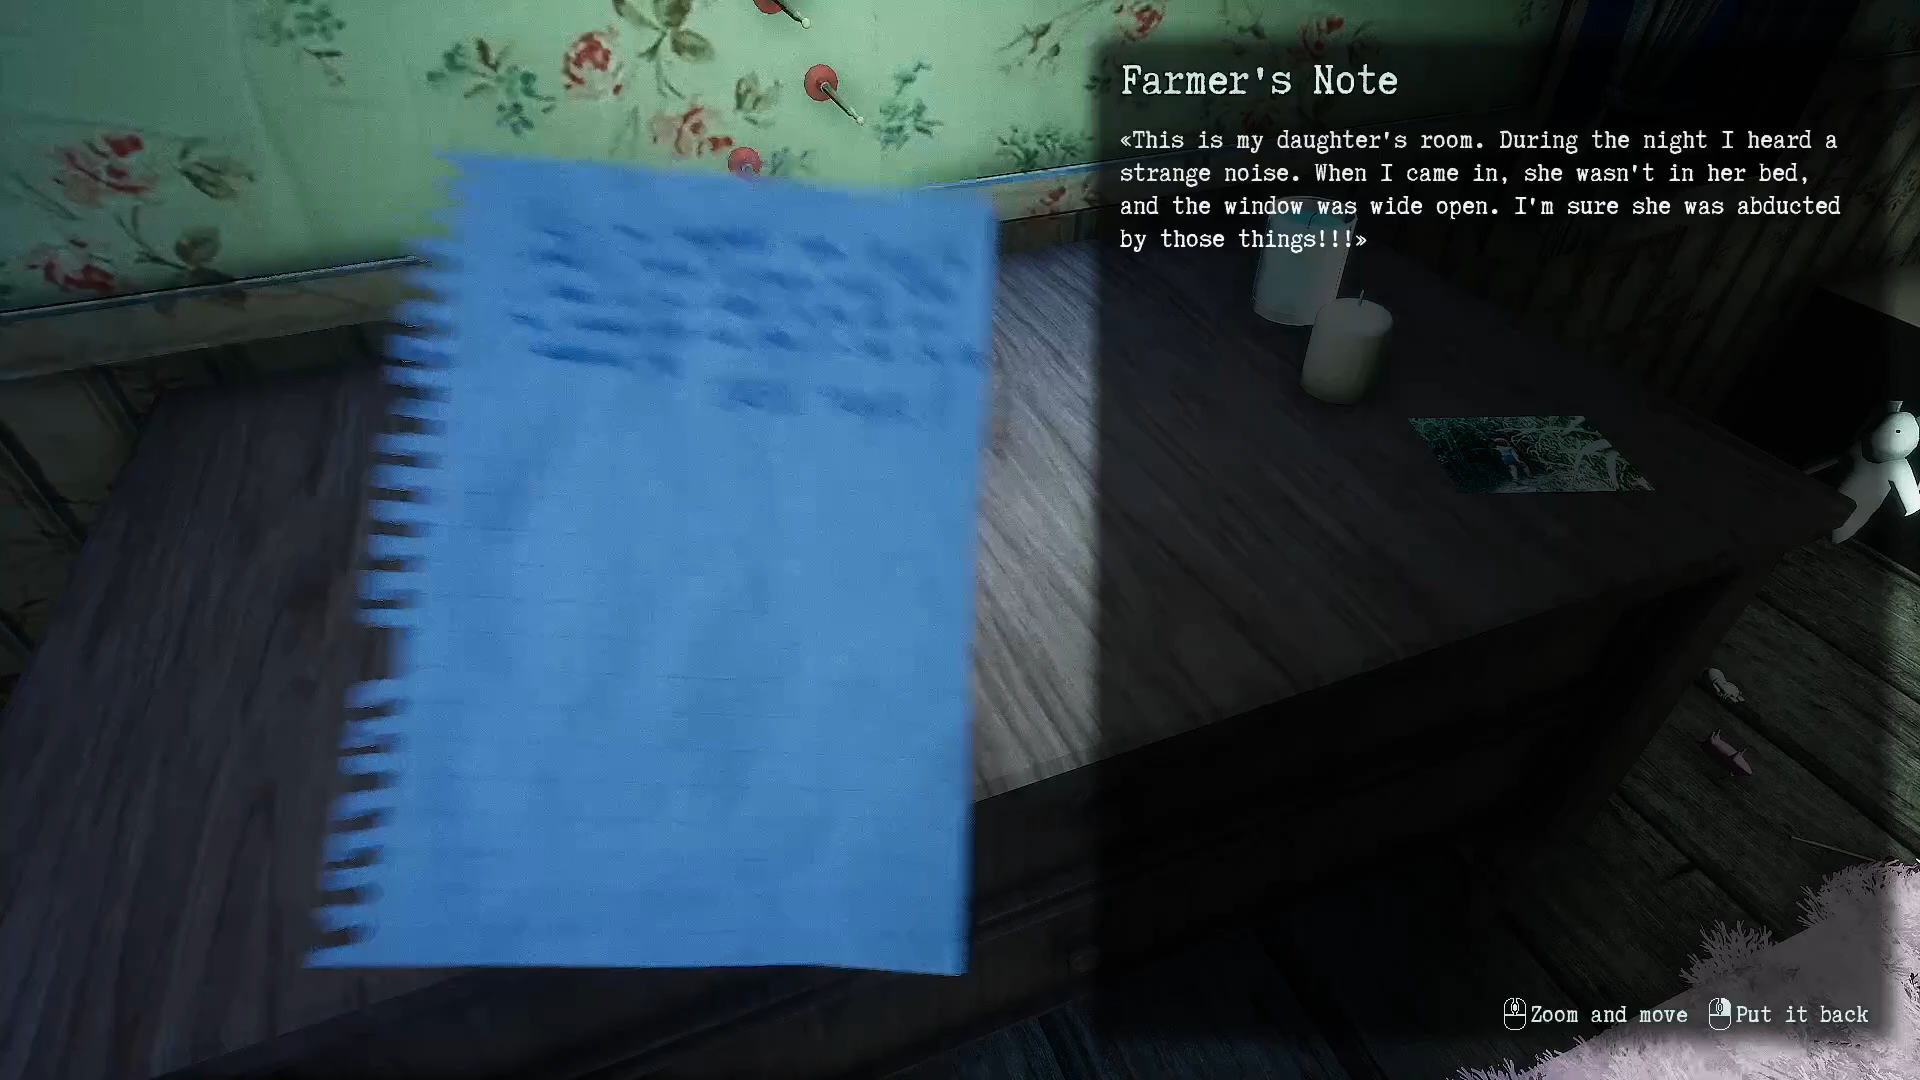 Farmer's Note
«This is my daughter's room. During the night I heard a
strange noise. When I came in, she wasn't in her bed,
and the window was wide open. I'm sure she was abducted
by those things!!!»
Zoom and move Put it back